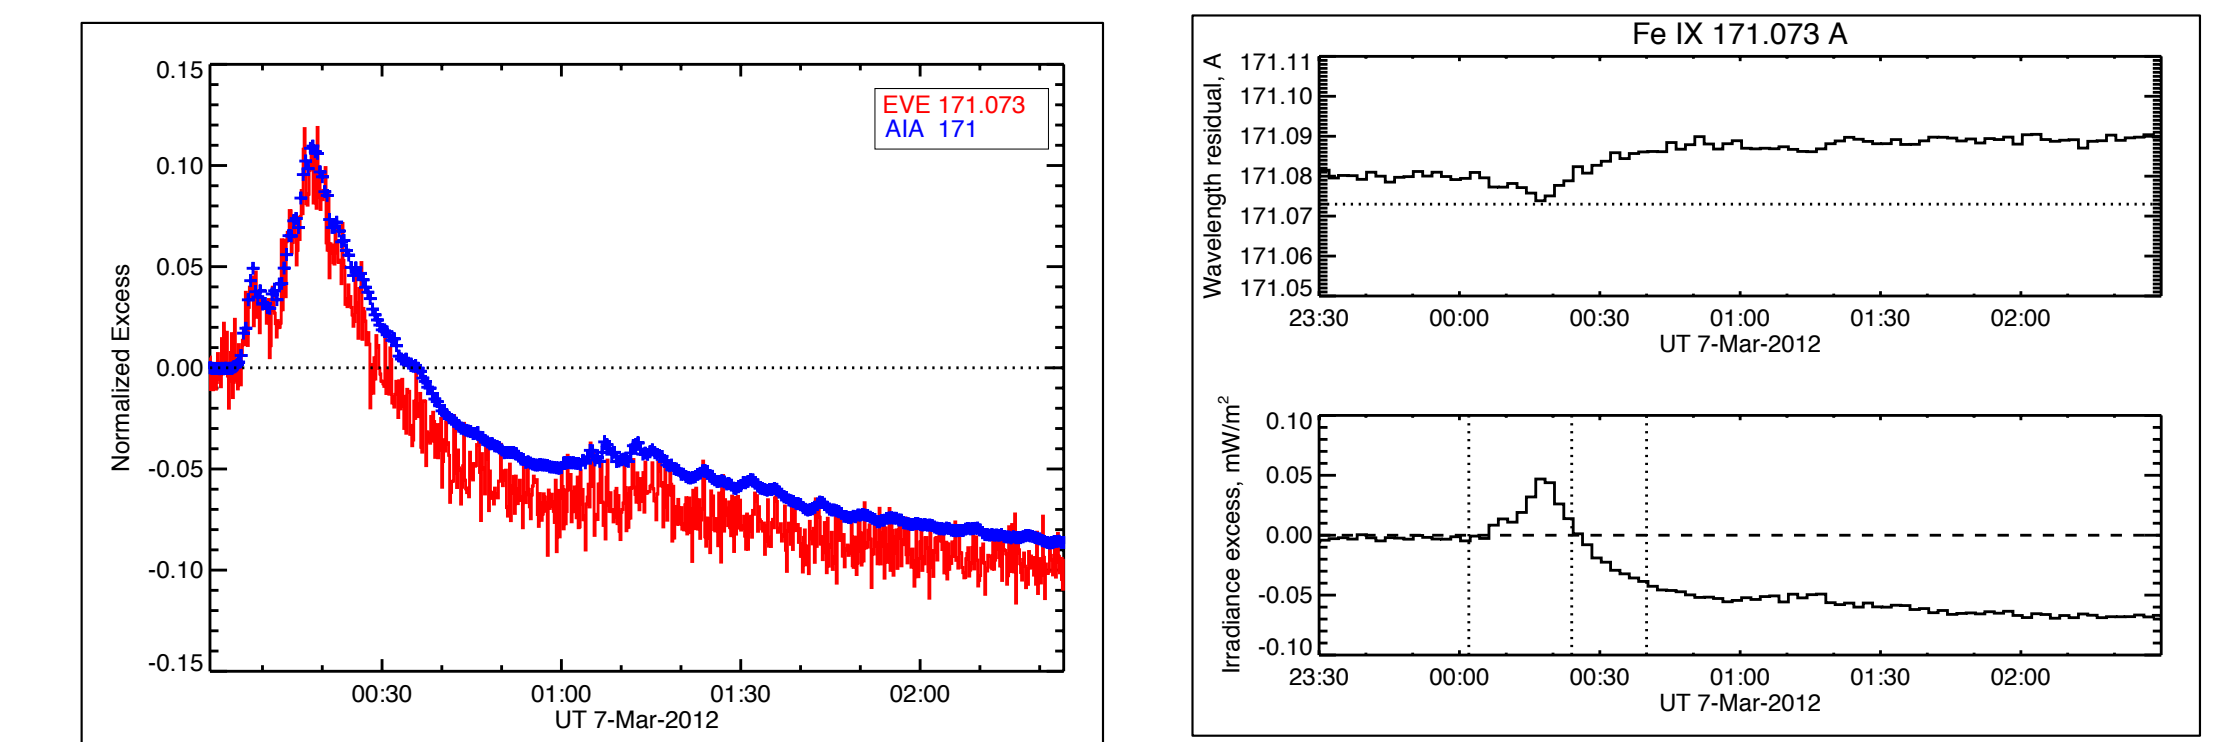 0.15
0.10
0.05
0.00
-0.05
-0.10
-0.15
Normalized Excess
EVE 171.073
AIA 171
00:30 01:00 01:30 02:00
UT 7-Mar-2012
Fe IX 171.073 A
Wavelength residual, A
171.11
171.10
171.09
171.08
171.07
171.06
171.05
23:30 00:00 00:30 01:00 01:30 02:00
UT 7-Mar-2012
Irradiance excess, mW/m²
0.10
0.05
0.00
-0.05
-0.10
23:30 00:00 00:30 01:00 01:30 02:00
UT 7-Mar-2012